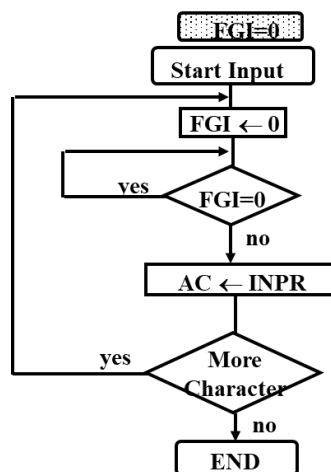 FGI=0
Start Input
FGI ← 0
yes
FGI=0
no
AC ← INPR
yes
More
Character
no
END